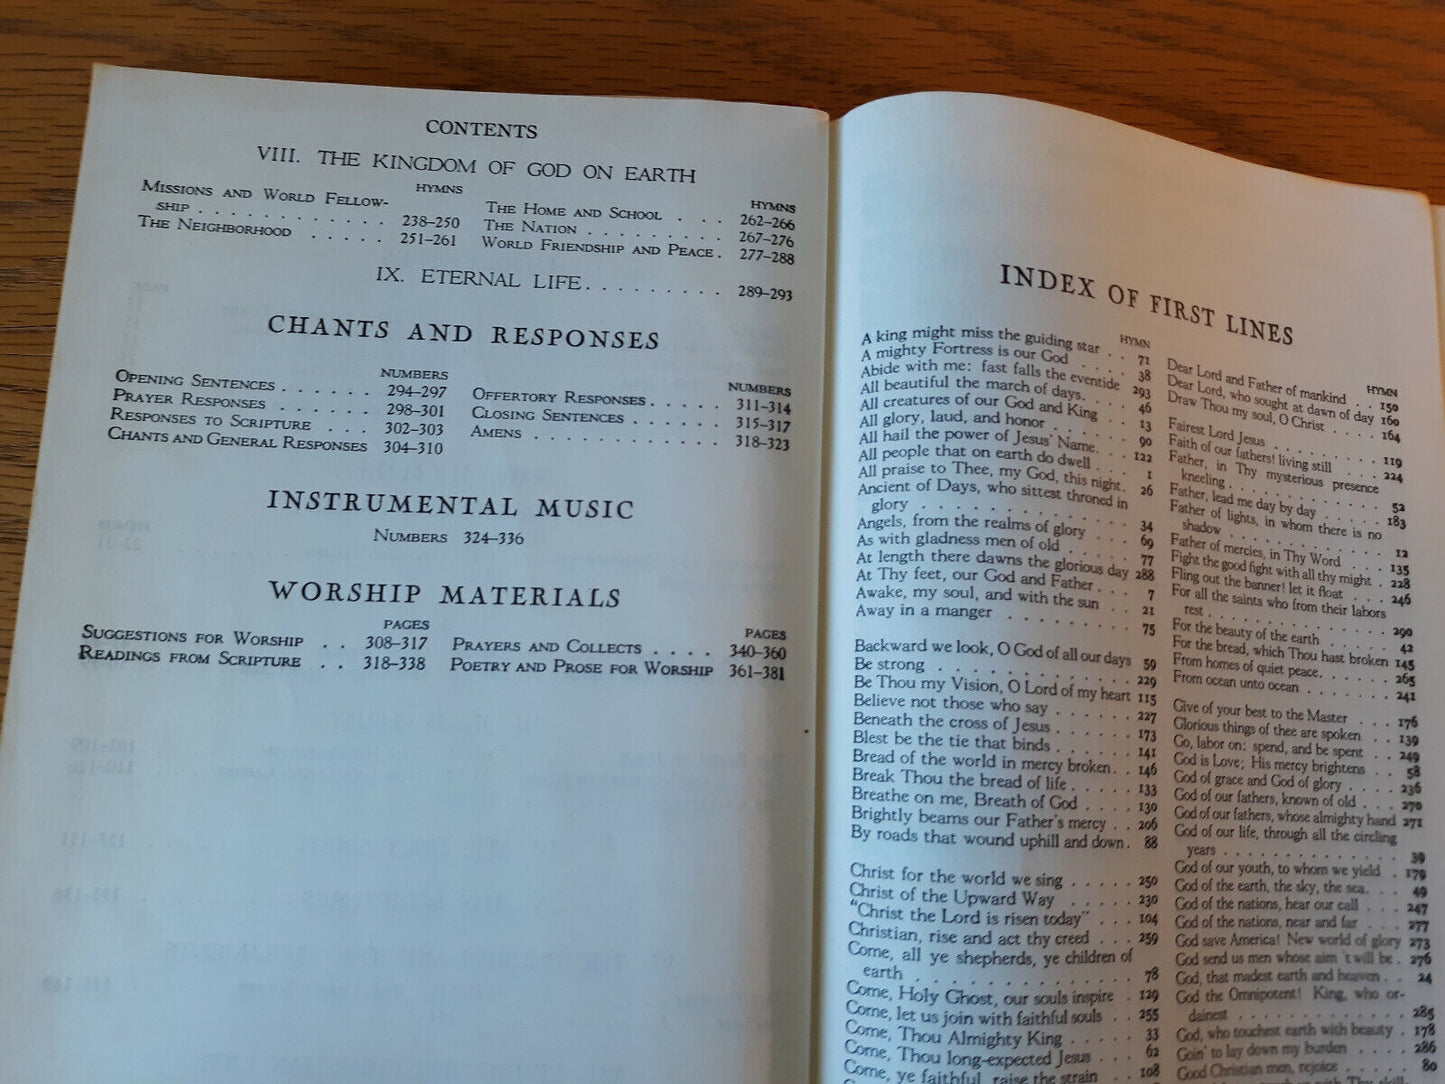 CONTENTS
VIII. THE KINGDOM OF GOD ON EARTH
HYMNS
MISSIONS AND WORLD FELLOW-
SHIP . . . . . . . . . . . 238–250
THE NEIGHBORHOOD . . . . . 251–261
HYMNS
THE HOME AND SCHOOL . . . 262–266
THE NATION . . . . . . . . . 267–276
WORLD FRIENDSHIP AND PEACE . 277–288
IX. ETERNAL LIFE . . . . . . . . . 289–293
CHANTS AND RESPONSES
NUMBERS
OPENING SENTENCES . . . . . . 294–297
PRAYER RESPONSES . . . . . . 298–301
RESPONSES TO SCRIPTURE . . . 302–303
CHANTS AND GENERAL RESPONSES 304–310
NUMBERS
OFFERTORY RESPONSES . . . . . 311–314
CLOSING SENTENCES . . . . . . 315–317
AMENS . . . . . . . . . . . . 318–323
INSTRUMENTAL MUSIC
NUMBERS 324–336
WORSHIP MATERIALS
PAGES
SUGGESTIONS FOR WORSHIP . . 308–317
READINGS FROM SCRIPTURE . . 318–338
PAGES
PRAYERS AND COLLECTS . . . . 340–360
POETRY AND PROSE FOR WORSHIP 361–381
INDEX OF FIRST LINES
HYMN
A king might miss the guiding star . . 71
A mighty Fortress is our God . . . . 38
Abide with me: fast falls the eventide 293
All beautiful the march of days. . . . 46
All creatures of our God and King . . 13
All glory, laud, and honor . . . . . . 90
All hail the power of Jesus' Name. . . 122
All people that on earth do dwell . . . 1
All praise to Thee, my God, this night. 26
Ancient of Days, who sittest throned in
glory . . . . . . . . . . . . . 34
Angels, from the realms of glory . . . 69
As with gladness men of old . . . . . 77
At length there dawns the glorious day 288
At Thy feet, our God and Father . . . 7
Awake, my soul, and with the sun . . 21
Away in a manger . . . . . . . . . 75
Backward we look, O God of all our days 59
Be strong . . . . . . . . . . . . 229
Be Thou my Vision, O Lord of my heart 115
Believe not those who say . . . . . . 227
Beneath the cross of Jesus . . . . . . 173
Blest be the tie that binds . . . . . . 141
Bread of the world in mercy broken. . 146
Break Thou the bread of life . . . . . 133
Breathe on me, Breath of God . . . . 130
Brightly beams our Father's mercy . . 206
By roads that wound uphill and down. 88
Christ for the world we sing . . . . . 250
Christ of the Upward Way . . . . . 230
"Christ the Lord is risen today" . . . 104
Christian, rise and act thy creed . . . 259
Come, all ye shepherds, ye children of
earth . . . . . . . . . . . . . 78
Come, Holy Ghost, our souls inspire . 129
Come, let us join with faithful souls . . 255
Come, Thou Almighty King . . . . 33
Come, Thou long-expected Jesus . . . 62
Come, ye faithful, raise the strain . . 108
HYMN
Dear Lord and Father of mankind . . 150
Dear Lord, who sought at dawn of day 160
Draw Thou my soul, O Christ . . . . 164
Fairest Lord Jesus . . . . . . . . . 119
Faith of our fathers! living still . . . 224
Father, in Thy mysterious presence
kneeling . . . . . . . . . . . . 52
Father, lead me day by day . . . . . 183
Father of lights, in whom there is no
shadow . . . . . . . . . . . . 12
Father of mercies, in Thy Word . . . 135
Fight the good fight with all thy might . 228
Fling out the banner! let it float . . . 246
For all the saints who from their labors
rest . . . . . . . . . . . . . 290
For the beauty of the earth . . . . . 42
For the bread, which Thou hast broken 145
From homes of quiet peace. . . . . . 265
From ocean unto ocean . . . . . . . 241
Give of your best to the Master . . . 176
Glorious things of thee are spoken . . 139
Go, labor on: spend, and be spent . . 249
God is Love; His mercy brightens . . 58
God of grace and God of glory . . . . 236
God of our fathers, known of old . . . 270
God of our fathers, whose almighty hand 271
God of our life, through all the circling
years . . . . . . . . . . . . . 39
God of our youth, to whom we yield . 179
God of the earth, the sky, the sea. . . 49
God of the nations, hear our call . . . 247
God of the nations, near and far . . . 277
God save America! New world of glory 273
God send us men whose aim 't will be . 276
God, that madest earth and heaven . . 24
God the Omnipotent! King, who or-
dainest . . . . . . . . . . . . 285
God, who touchest earth with beauty . 178
Goin' to lay down my burden . . . . 286
Good Christian men, rejoice . . . . 80